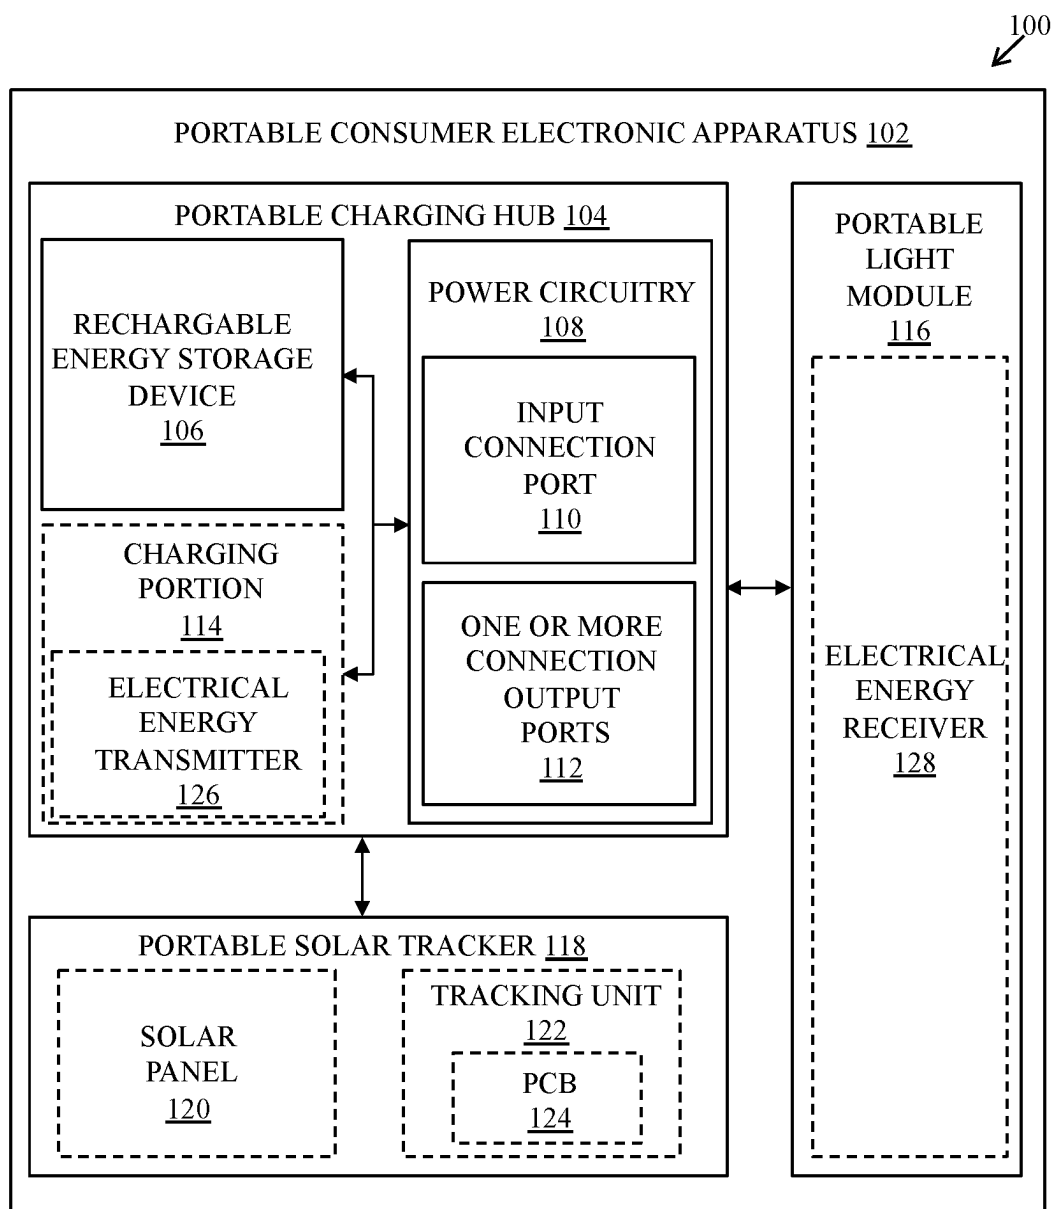 100
PORTABLE CONSUMER ELECTRONIC APPARATUS 102
PORTABLE CHARGING HUB 104
RECHARGABLE
ENERGY STORAGE
DEVICE
106
CHARGING
PORTION
114
ELECTRICAL
ENERGY
TRANSMITTER
126
POWER CIRCUITRY
108
INPUT
CONNECTION
PORT
110
ONE OR MORE
CONNECTION
OUTPUT
PORTS
112
PORTABLE
LIGHT
MODULE
116
ELECTRICAL
ENERGY
RECEIVER
128
PORTABLE SOLAR TRACKER 118
SOLAR
PANEL
120
TRACKING UNIT
122
PCB
124